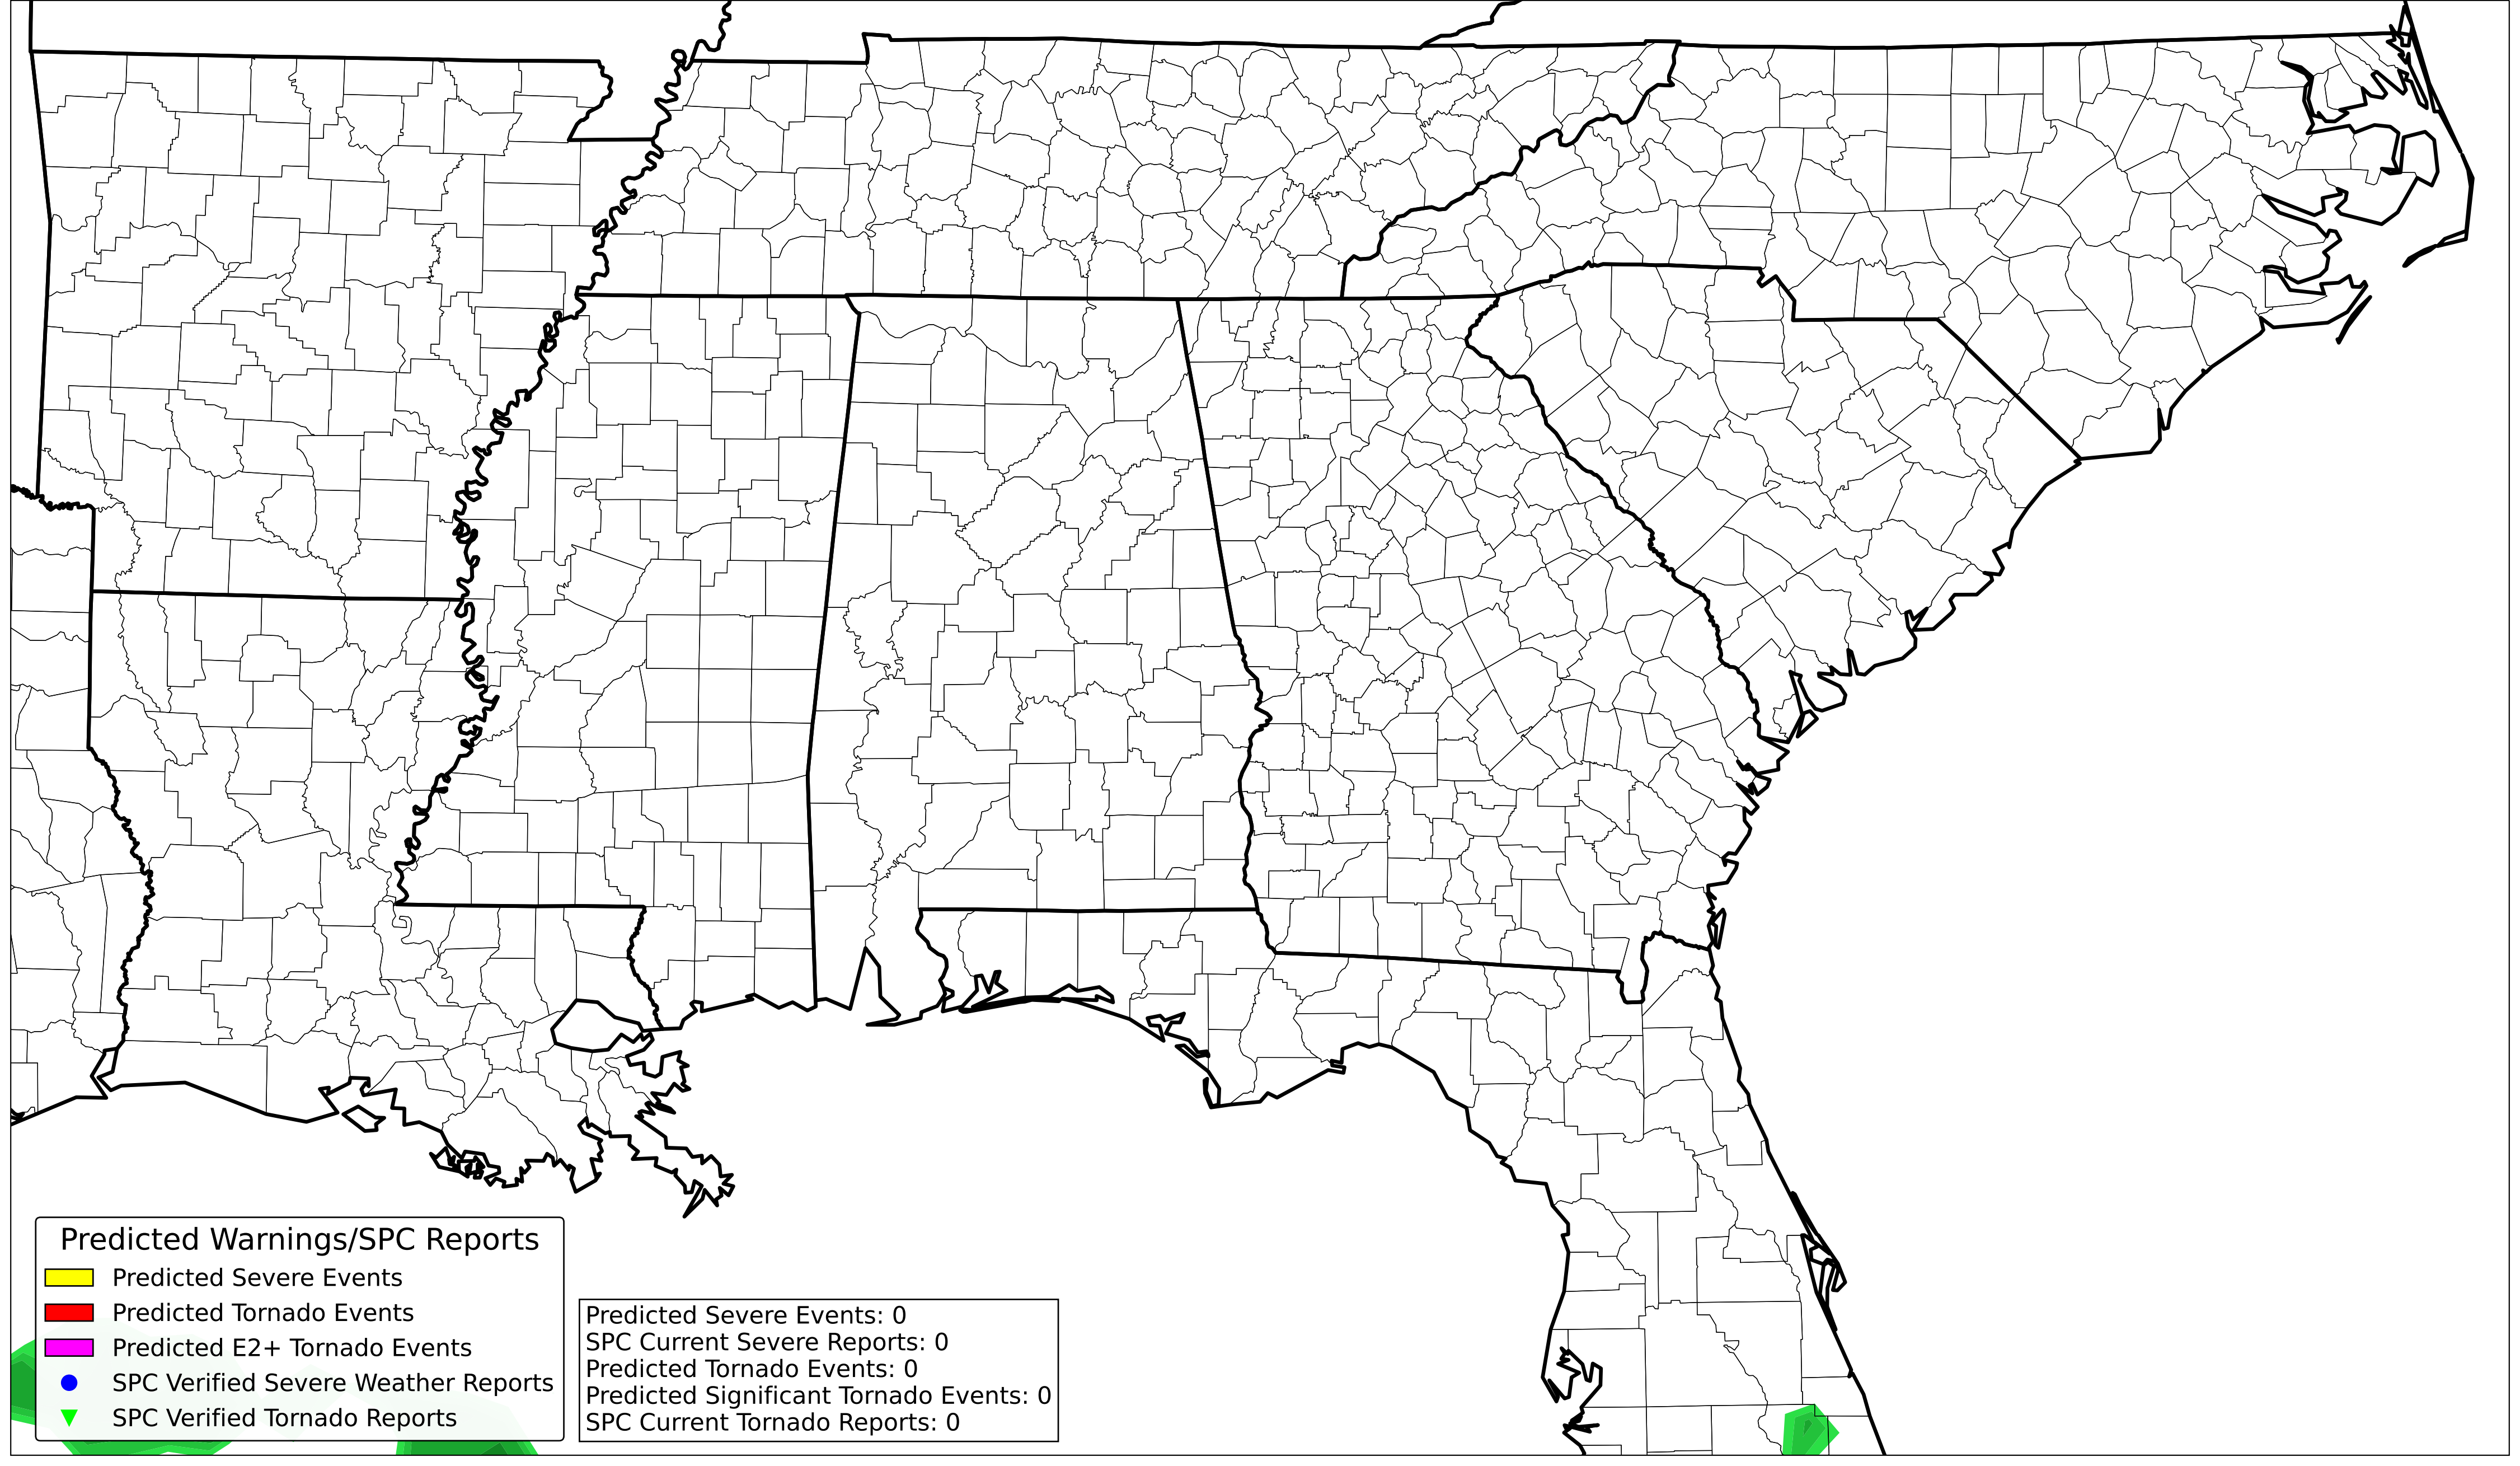 Predicted Warnings/SPC Reports
Predicted Severe Events
Predicted Tornado Events
Predicted E2+ Tornado Events
SPC Verified Severe Weather Reports
SPC Verified Tornado Reports
Predicted Severe Events: 0
SPC Current Severe Reports: 0
Predicted Tornado Events: 0
Predicted Significant Tornado Events: 0
SPC Current Tornado Reports: 0